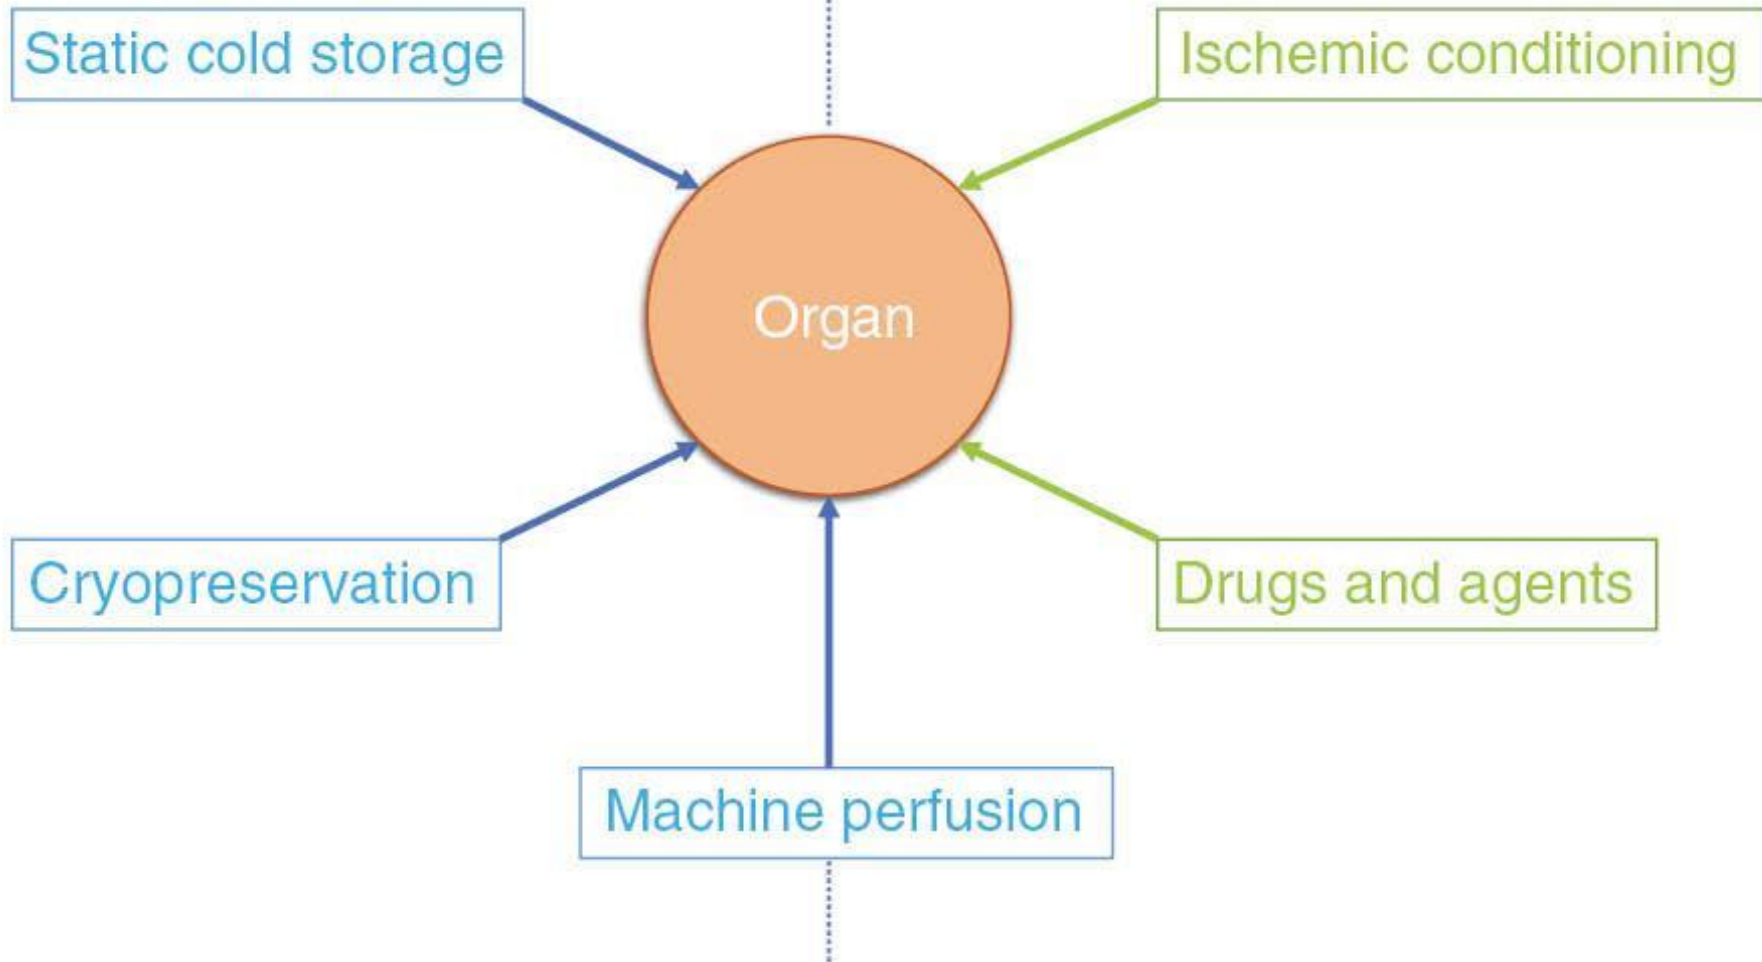 Static cold storage
Ischemic conditioning
Organ
Cryopreservation
Drugs and agents
Machine perfusion